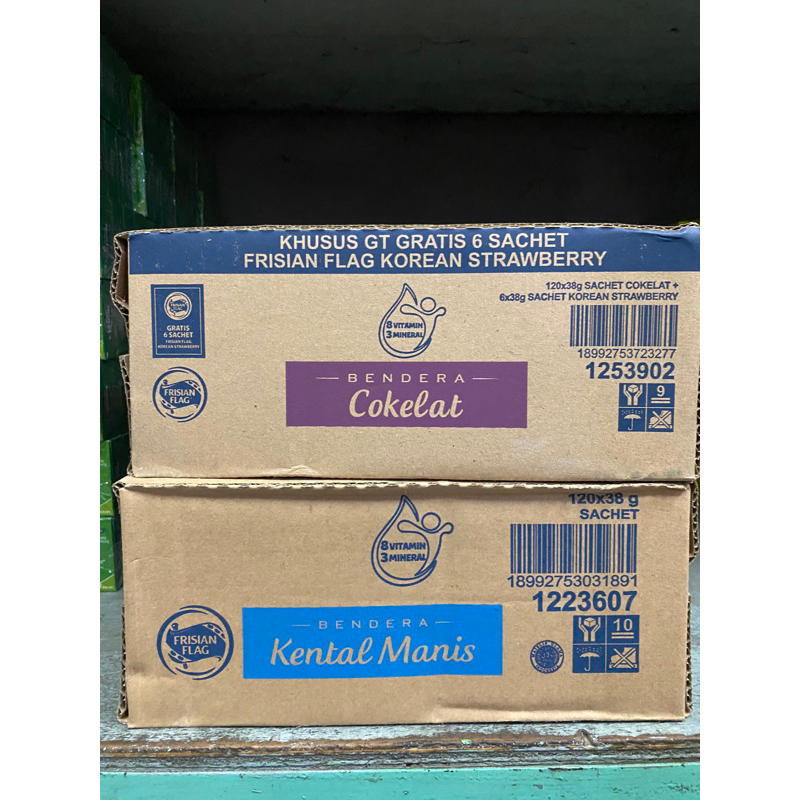 KHUSUS GT GRATIS 6 SACHET
FRISIAN FLAG KOREAN STRAWBERRY
120x38g SACHET COKELAT +
6x38g SACHET KOREAN STRAWBERRY
FRISIAN FLAG
GRATIS
6 SACHET
FRISIAN FLAG
KOREAN STRAWBERRY
8 VITAMIN
3 MINERAL
18992753723277
1253902
9
FRISIAN
FLAG
BENDERA
Cokelat
120x38 g
SACHET
8 VITAMIN
3 MINERAL
18992753031891
1223607
10
FRISIAN
FLAG
BENDERA
Kental Manis